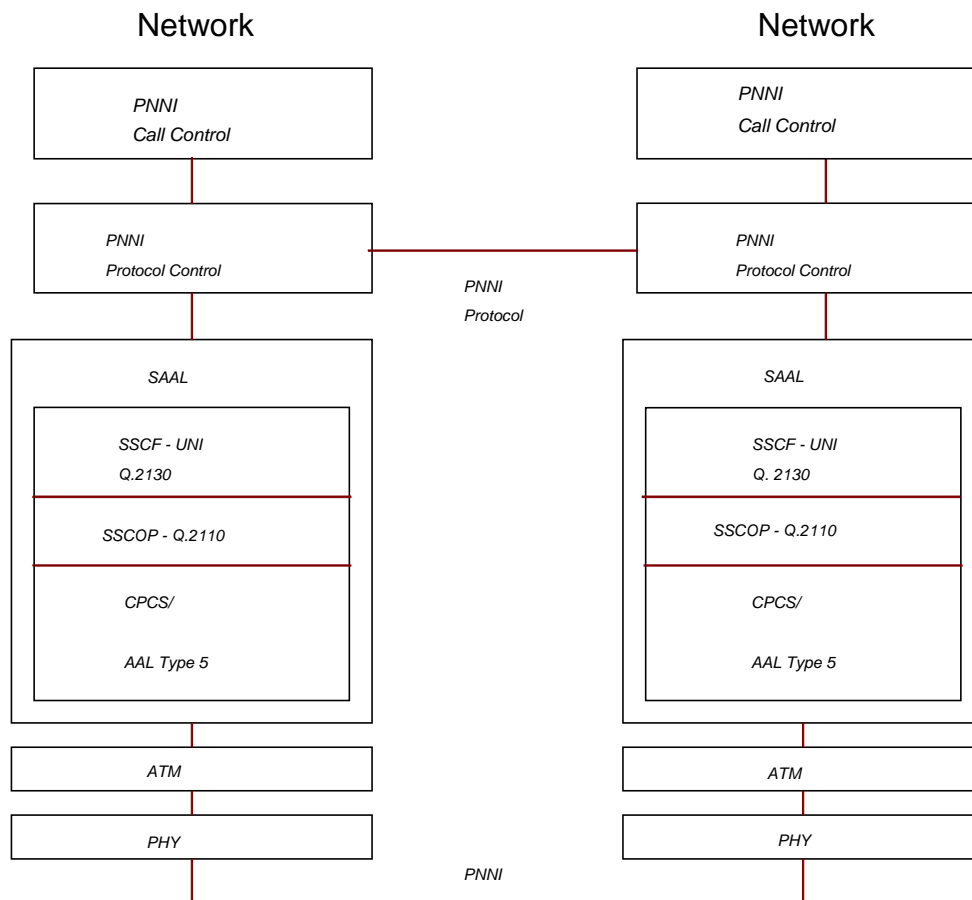 Network
PNNI
Call Control
PNNI
Protocol Control
SAAL
SSCF - UNI
Q.2130
SSCOP - Q.2110
CPCS/
AAL Type 5
ATM
PHY
PNNI
Protocol
PNNI
Network
PNNI
Call Control
PNNI
Protocol Control
SAAL
SSCF - UNI
Q. 2130
SSCOP - Q.2110
CPCS/
AAL Type 5
ATM
PHY